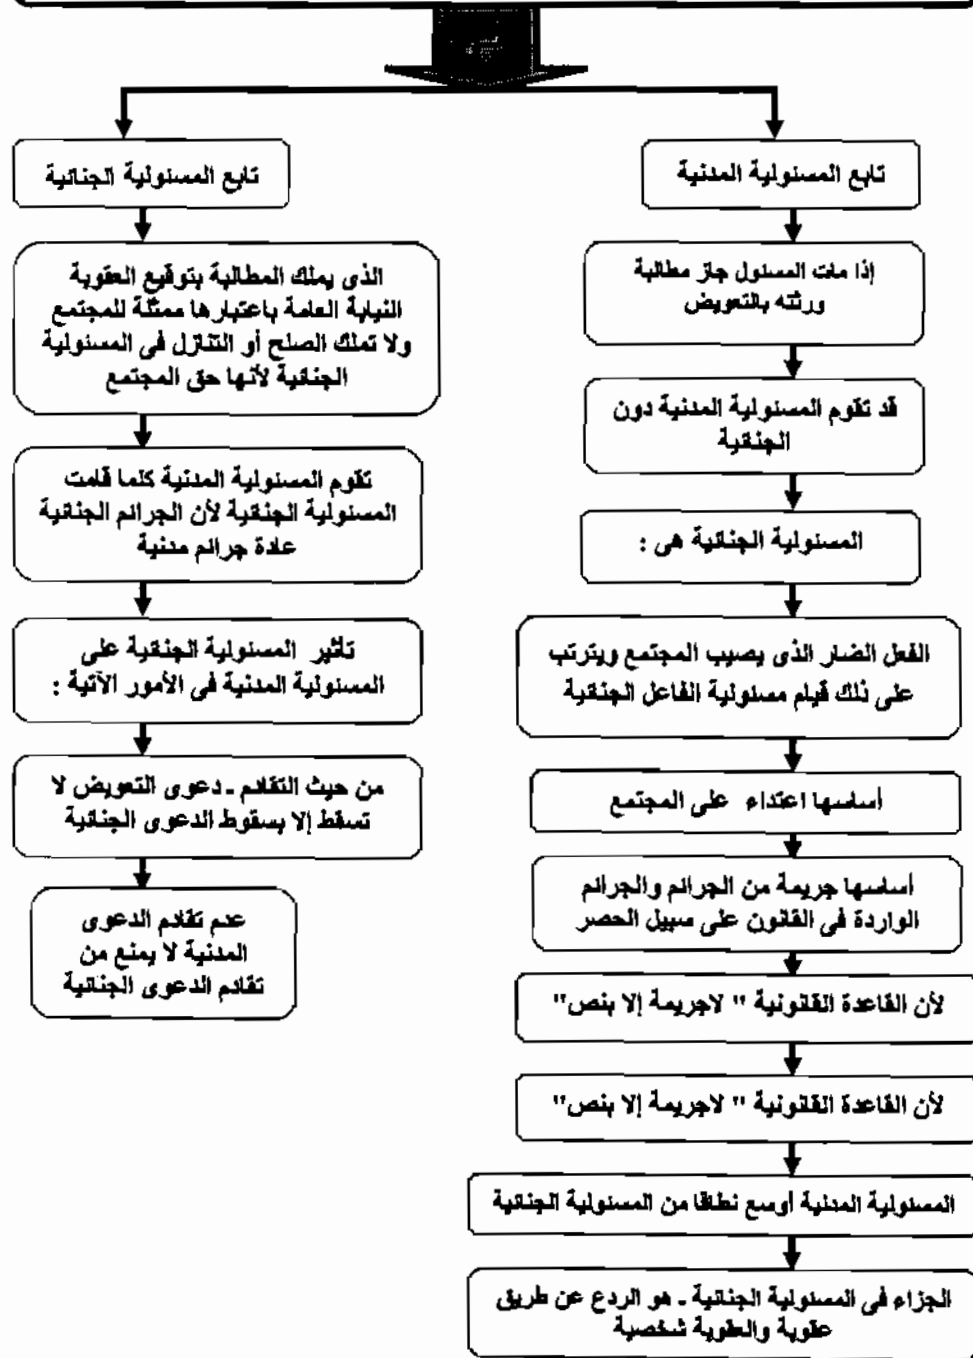 تابع المسئولية المدنية
إذا مات المسئول جاز مطالبة
ورثته بالتعويض
قد تقوم المسئولية المدنية دون
الجنائية
المسئولية الجنائية هى :
الفعل الضار الذى يصيب المجتمع ويترتب
على ذلك قيام مسئولية الفاعل الجنائية
أساسها اعتداء على المجتمع
أساسها جريمة من الجرائم والجرائم
الواردة فى القانون على سبيل الحصر
لأن القاعدة القانونية " لاجريمة إلا بنص"
لأن القاعدة القانونية " لاجريمة إلا بنص"
المسئولية المدنية أوسع نطاقا من المسئولية الجنائية
الجزاء فى المسئولية الجنائية - هو الردع عن طريق
عقوبة والعقوبة شخصية
تابع المسئولية الجنائية
الذى يملك المطالبة بتوقيع العقوبة
النيابة العامة باعتبارها ممثلة للمجتمع
ولا تملك الصلح أو التنازل فى المسئولية
الجنائية لأنها حق المجتمع
تقوم المسئولية المدنية كلما قامت
المسئولية الجنائية لأن الجرائم الجنائية
عادة جرائم مدنية
تأثير المسئولية الجنائية على
المسئولية المدنية فى الأمور الآتية :
من حيث التقادم - دعوى التعويض لا
تسقط إلا بسقوط الدعوى الجنائية
عدم تقادم الدعوى
المدنية لا يمنع من
تقادم الدعوى الجنائية